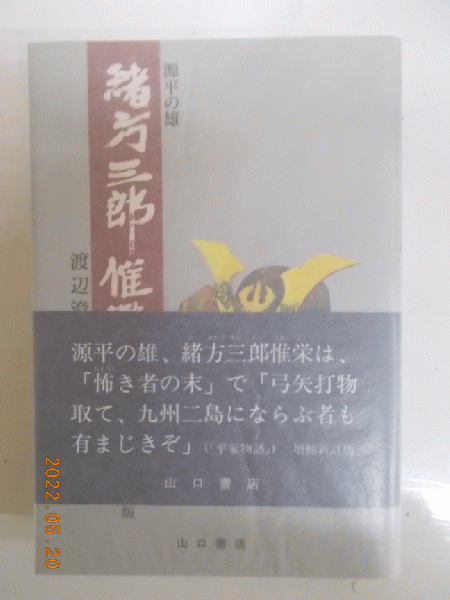 源平の雄
緒方三郎惟栄
渡辺澄
源平の雄、緒方三郎惟栄は、
「怖き者の末」で「弓矢打物
取て、九州二島にならぶ者も
有まじきぞ」(『平家物語』) 増補新訂版
山口書店
版
山口書店
2022.05.20